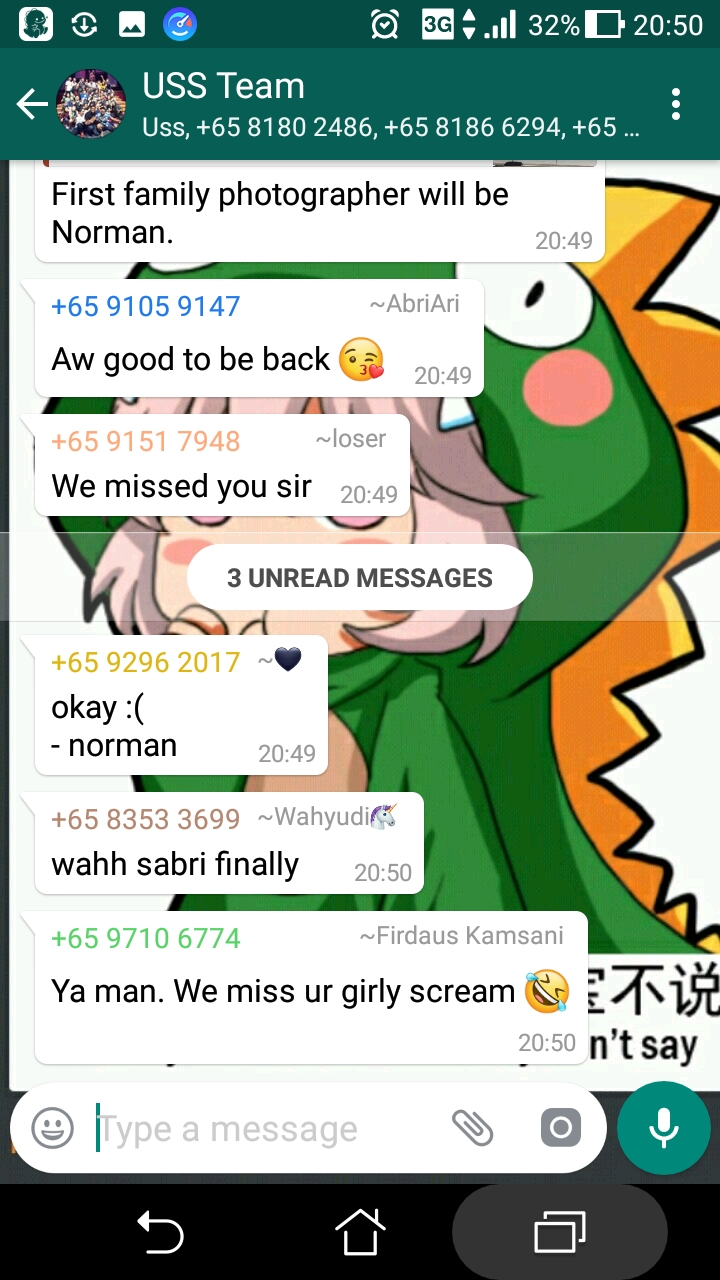 3G 32% 20:50
USS Team
Uss, +65 8180 2486, +65 8186 6294, +65 ...
First family photographer will be
Norman.
20:49
+65 9105 9147 ~AbriAri
Aw good to be back 😘 20:49
+65 9151 7948 ~loser
We missed you sir 20:49
3 UNREAD MESSAGES
+65 9296 2017 ~🖤
okay :(
- norman 20:49
+65 8353 3699 ~Wahyudi🦄
wahh sabri finally 20:50
+65 9710 6774 ~Firdaus Kamsani
Ya man. We miss ur girly scream 🤣
20:50
不说
n't say
Type a message